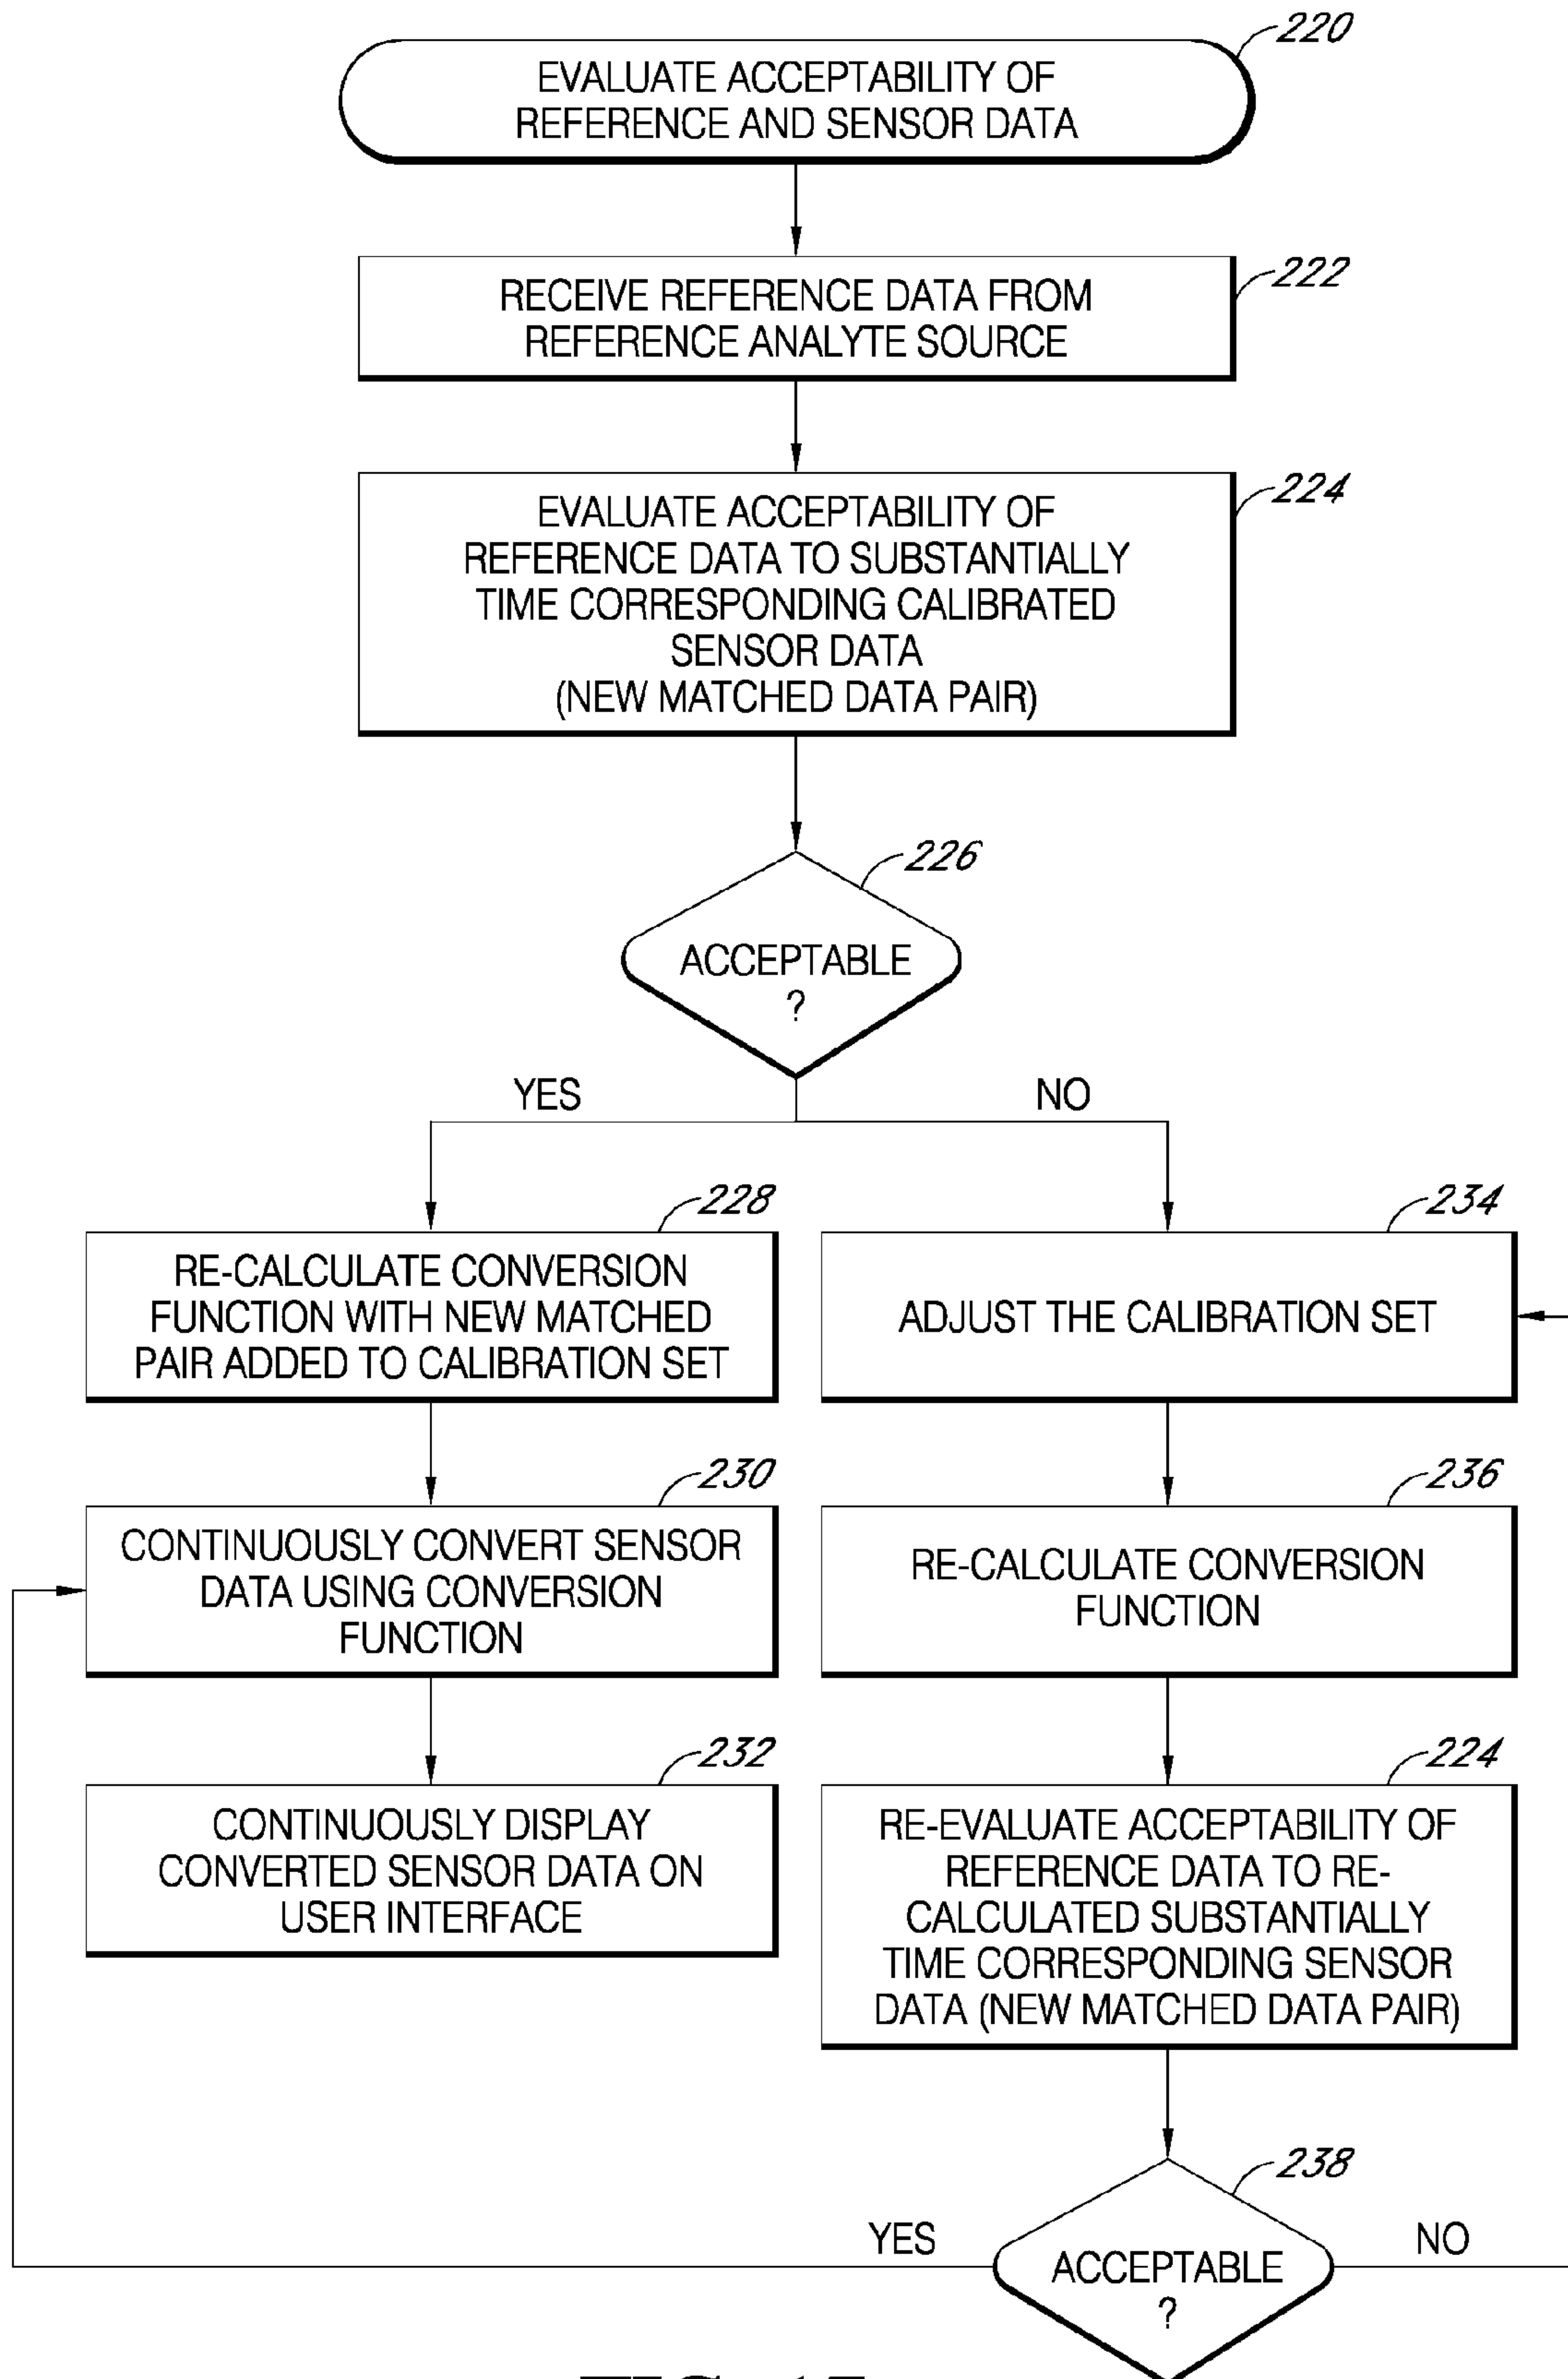 220
EVALUATE ACCEPTABILITY OF
REFERENCE AND SENSOR DATA
222
RECEIVE REFERENCE DATA FROM
REFERENCE ANALYTE SOURCE
224
EVALUATE ACCEPTABILITY OF
REFERENCE DATA TO SUBSTANTIALLY
TIME CORRESPONDING CALIBRATED
SENSOR DATA
(NEW MATCHED DATA PAIR)
226
ACCEPTABLE
?
YES
NO
228
RE-CALCULATE CONVERSION
FUNCTION WITH NEW MATCHED
PAIR ADDED TO CALIBRATION SET
234
ADJUST THE CALIBRATION SET
230
CONTINUOUSLY CONVERT SENSOR
DATA USING CONVERSION
FUNCTION
236
RE-CALCULATE CONVERSION
FUNCTION
232
CONTINUOUSLY DISPLAY
CONVERTED SENSOR DATA ON
USER INTERFACE
224
RE-EVALUATE ACCEPTABILITY OF
REFERENCE DATA TO RE-
CALCULATED SUBSTANTIALLY
TIME CORRESPONDING SENSOR
DATA (NEW MATCHED DATA PAIR)
238
YES
ACCEPTABLE
?
NO